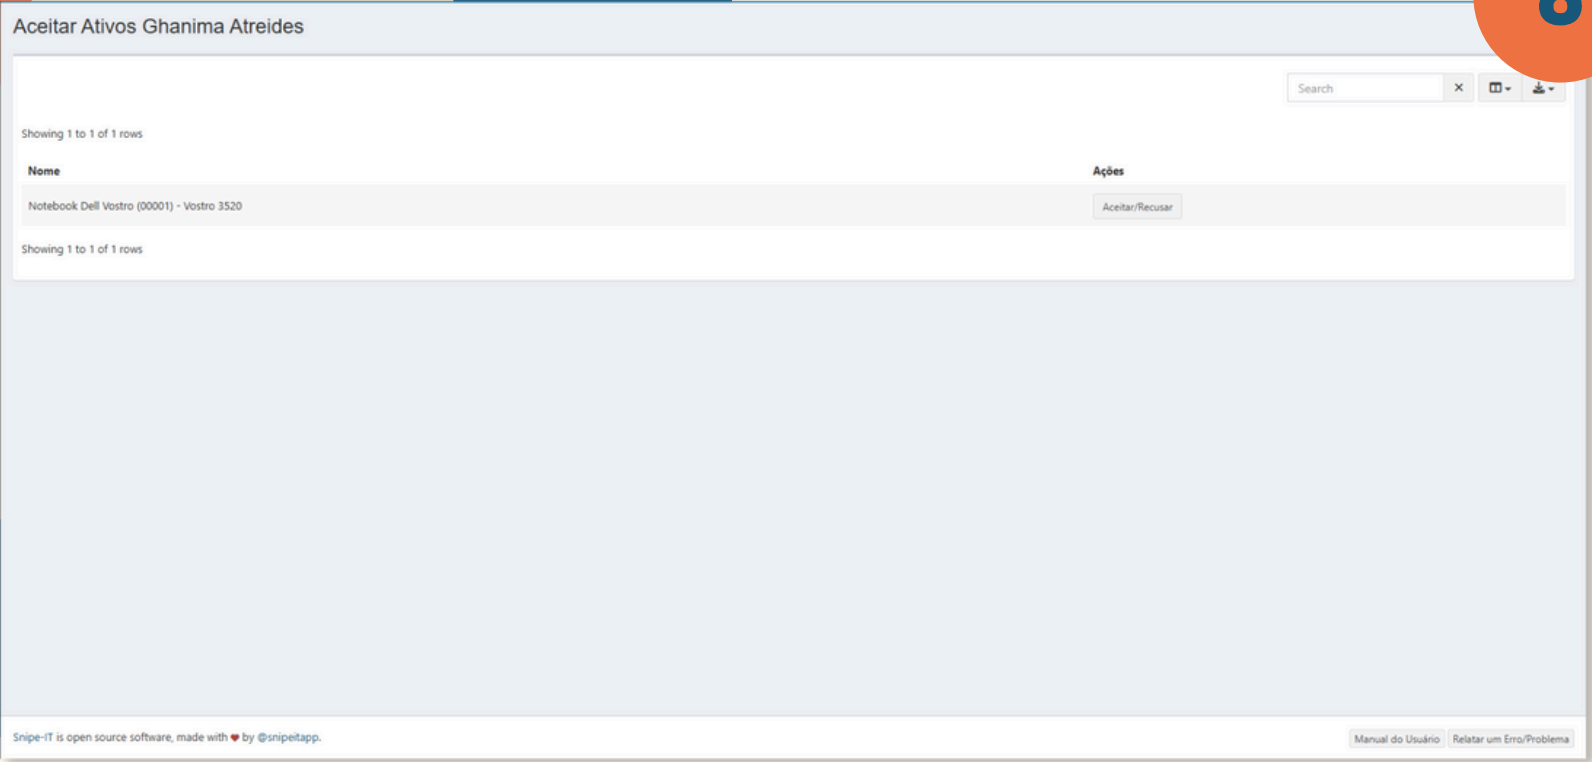 8
Aceitar Ativos Ghanima Atreides
Search
Showing 1 to 1 of 1 rows
Nome Ações
Notebook Dell Vostro (00001) - Vostro 3520 Aceitar/Recusar
Showing 1 to 1 of 1 rows
Snipe-IT is open source software, made with ♥ by @snipeitapp. Manual do Usuário Relatar um Erro/Problema